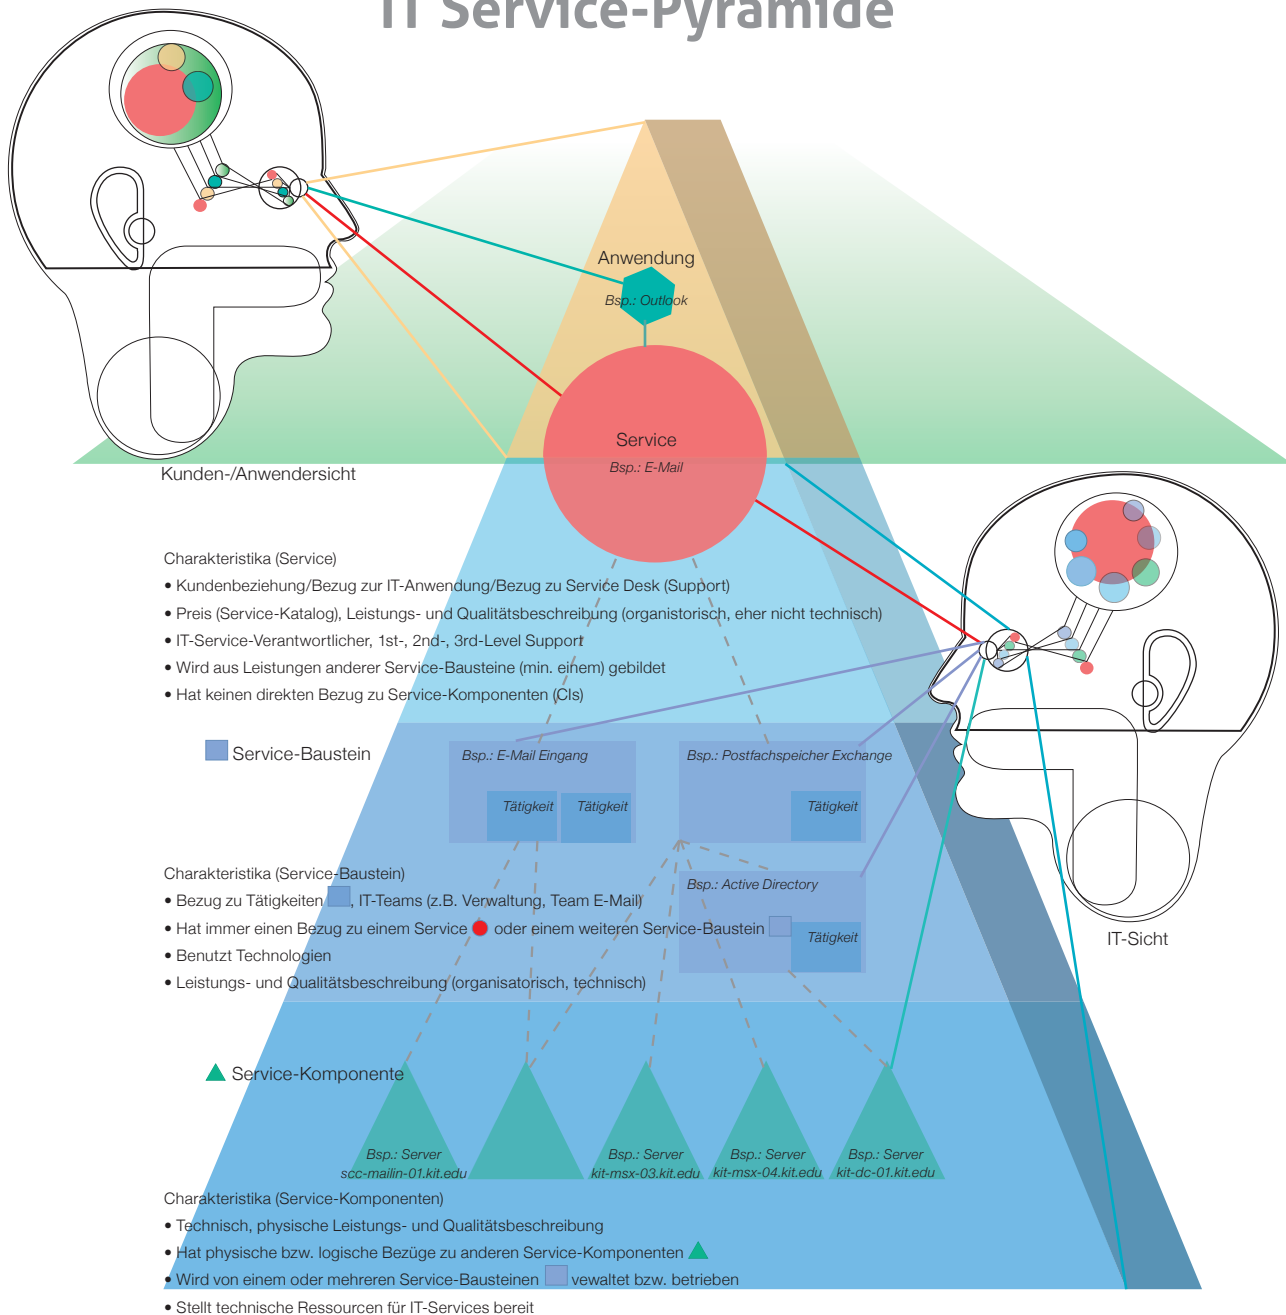 IT Service-Pyramide
Anwendung
Bsp.: Outlook
Service
Bsp.: E-Mail
Kunden-/Anwendersicht
Charakteristika (Service)
• Kundenbeziehung/Bezug zur IT-Anwendung/Bezug zu Service Desk (Support)
• Preis (Service-Katalog), Leistungs- und Qualitätsbeschreibung (organistorisch, eher nicht technisch)
• IT-Service-Verantwortlicher, 1st-, 2nd-, 3rd-Level Support
• Wird aus Leistungen anderer Service-Bausteine (min. einem) gebildet
• Hat keinen direkten Bezug zu Service-Komponenten (CIs)
Service-Baustein
Bsp.: E-Mail Eingang
Tätigkeit
Tätigkeit
Bsp.: Postfachspeicher Exchange
Tätigkeit
Charakteristika (Service-Baustein)
• Bezug zu Tätigkeiten , IT-Teams (z.B. Verwaltung, Team E-Mail)
• Hat immer einen Bezug zu einem Service oder einem weiteren Service-Baustein
• Benutzt Technologien
• Leistungs- und Qualitätsbeschreibung (organisatorisch, technisch)
Bsp.: Active Directory
Tätigkeit
IT-Sicht
Service-Komponente
Bsp.: Server
scc-mailin-01.kit.edu
Bsp.: Server
kit-msx-03.kit.edu
Bsp.: Server
kit-msx-04.kit.edu
Bsp.: Server
kit-dc-01.kit.edu
Charakteristika (Service-Komponenten)
• Technisch, physische Leistungs- und Qualitätsbeschreibung
• Hat physische bzw. logische Bezüge zu anderen Service-Komponenten
• Wird von einem oder mehreren Service-Bausteinen vewaltet bzw. betrieben
• Stellt technische Ressourcen für IT-Services bereit